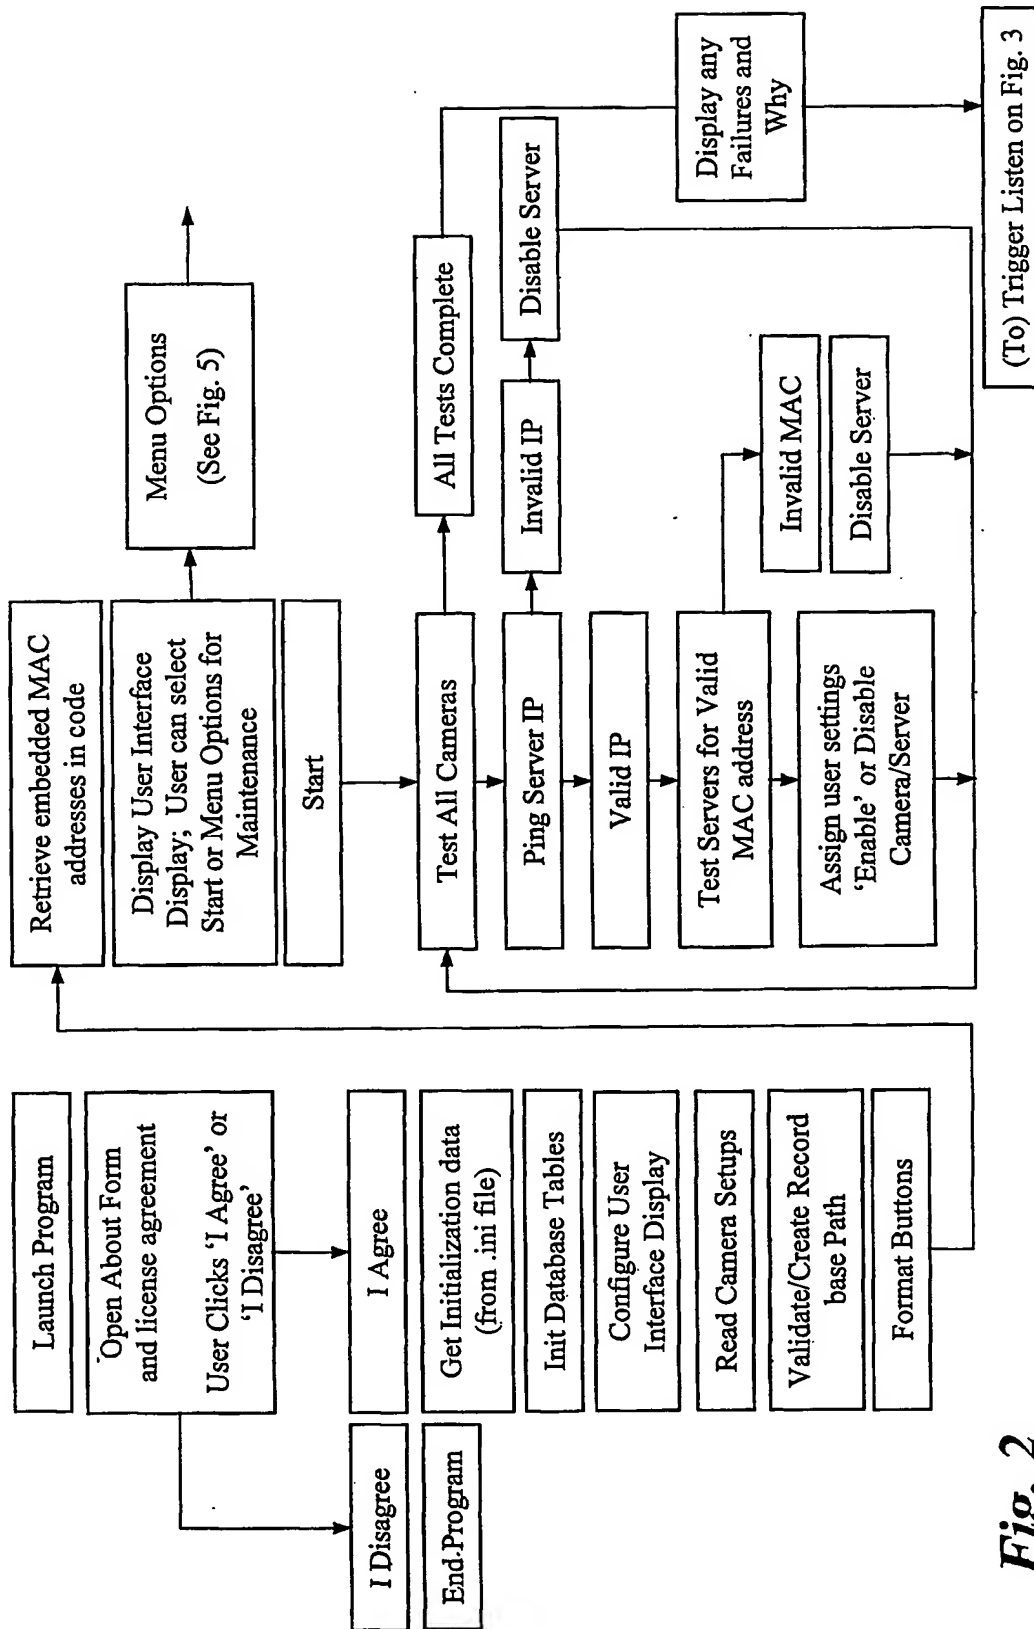 Launch Program
Open About Form
and license agreement
User Clicks ‘I Agree’ or
‘I Disagree’
I Disagree
End.Program
I Agree
Get Initialization data
(from .ini file)
Init Database Tables
Configure User
Interface Display
Read Camera Setups
Validate/Create Record
base Path
Format Buttons
Retrieve embedded MAC
addresses in code
Display User Interface
Display; User can select
Start or Menu Options for
Maintenance
Menu Options
(See Fig. 5)
Start
Test All Cameras
All Tests Complete
Ping Server IP
Invalid IP
Disable Server
Valid IP
Test Servers for Valid
MAC address
Invalid MAC
Disable Server
Assign user settings
‘Enable’ or Disable
Camera/Server
Display any
Failures and
Why
(To) Trigger Listen on Fig. 3
Fig. 2